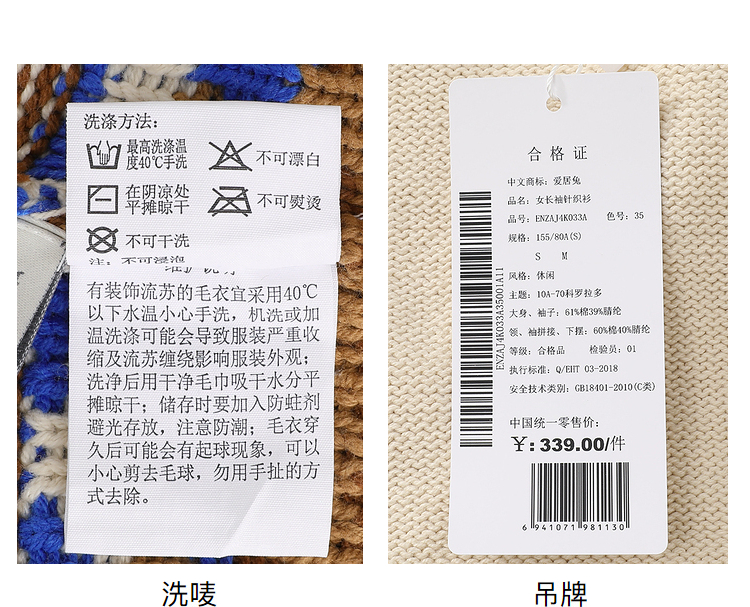 洗涤方法:
最高洗涤温
度40℃手洗
不可漂白
在阴凉处
平摊晾干
不可熨烫
不可干洗
注: 不可浸泡
维护说明
有装饰流苏的毛衣宜采用40℃
以下水温小心手洗，机洗或加
温洗涤可能会导致服装严重收
缩及流苏缠绕影响服装外观；
洗净后用干净毛巾吸干水分平
摊晾干；储存时要加入防蛀剂
避光存放，注意防潮；毛衣穿
久后可能会有起球现象，可以
小心剪去毛球，勿用手扯的方
式去除。
洗唛
合格证
中文商标: 爱居兔
品名: 女长袖针织衫
品号: ENZAJ4K033A 色号: 35
规格: 155/80A(S)
S M
风格: 休闲
主题: 10A-70科罗拉多
大身、袖子: 61%棉39%腈纶
领、袖拼接、下摆: 60%棉40%腈纶
等级: 合格品 检验员: 01
执行标准: Q/EHT 03-2018
安全技术类别: GB18401-2010(C类)
中国统一零售价:
¥: 339.00/件
6 941071 981130
ENZAJ4K033A35001A11
吊牌